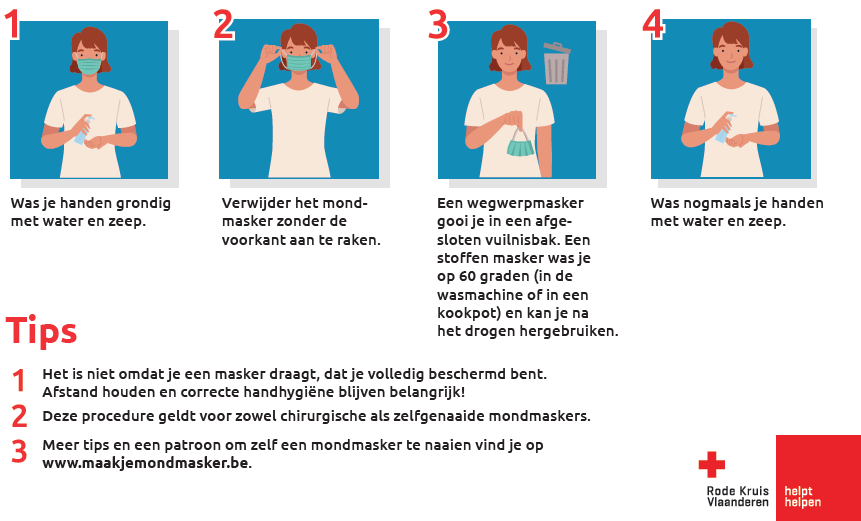 1
Was je handen grondig
met water en zeep.
2
Verwijder het mond-
masker zonder de
voorkant aan te raken.
3
Een wegwerpmasker
gooi je in een afge-
sloten vuilnisbak. Een
stoffen masker was je
op 60 graden (in de
wasmachine of in een
kookpot) en kan je na
het drogen hergebruiken.
4
Was nogmaals je handen
met water en zeep.
Tips
1 Het is niet omdat je een masker draagt, dat je volledig beschermd bent.
Afstand houden en correcte handhygiëne blijven belangrijk!
2 Deze procedure geldt voor zowel chirurgische als zelfgenaaide mondmaskers.
3 Meer tips en een patroon om zelf een mondmasker te naaien vind je op
www.maakjemondmasker.be.
Rode Kruis
Vlaanderen
helpt
helpen